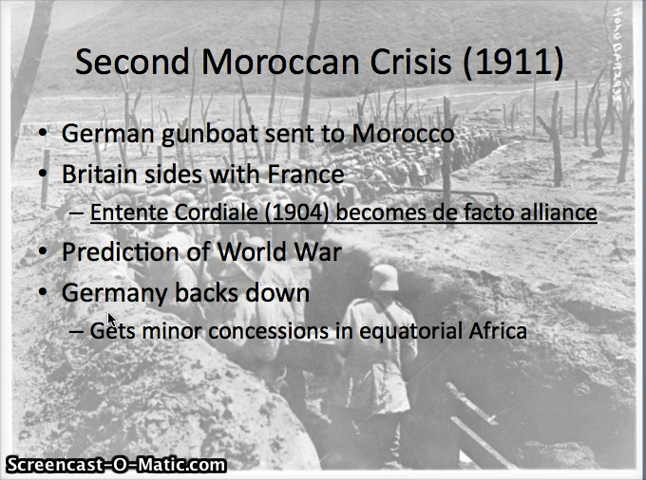 Second Moroccan Crisis (1911)
• German gunboat sent to Morocco
• Britain sides with France
– Entente Cordiale (1904) becomes de facto alliance
• Prediction of World War
• Germany backs down
– Gets minor concessions in equatorial Africa
Screencast-O-Matic.com